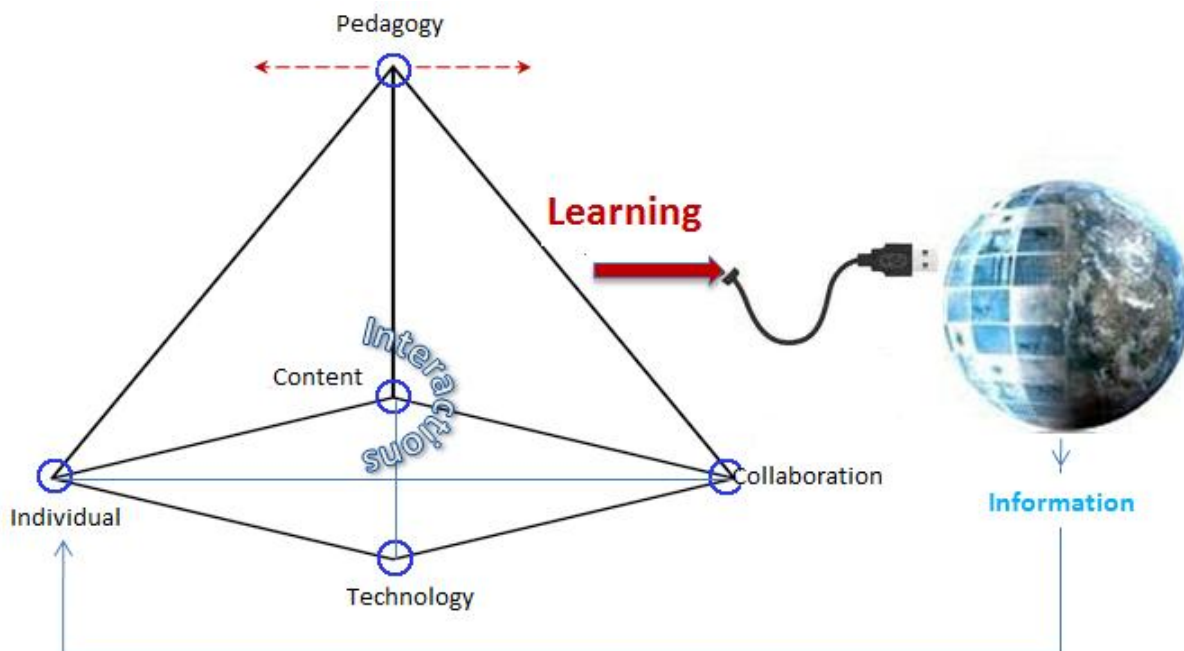 Pedagogy
Learning
Interactions
Content
Collaboration
Individual
Information
Technology